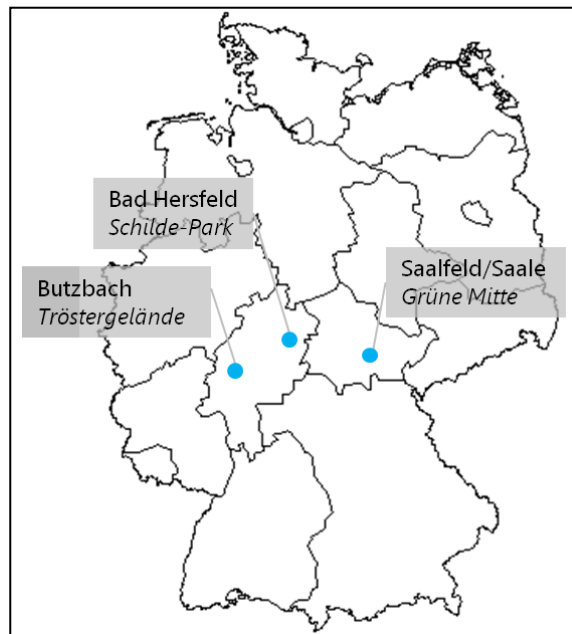 Bad Hersfeld
Schilde-Park
Butzbach
Tröstergelände
Saalfeld/Saale
Grüne Mitte